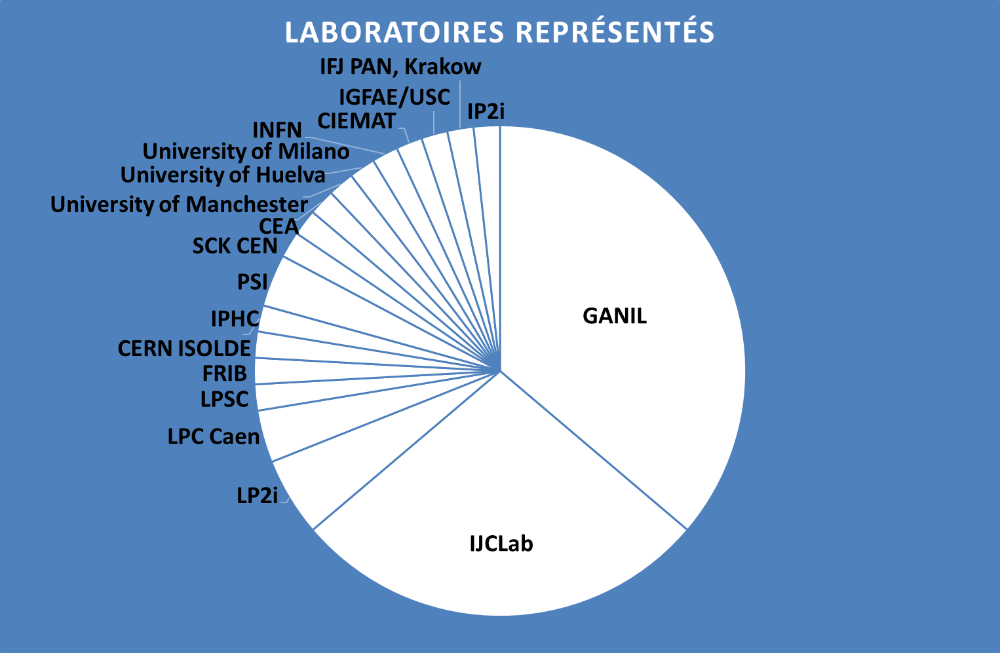 LABORATOIRES REPRÉSENTÉS
IFJ PAN, Krakow
IGFAE/USC
IP2i
CIEMAT
INFN
University of Milano
University of Huelva
University of Manchester
CEA
SCK CEN
PSI
IPHC
GANIL
CERN ISOLDE
FRIB
LPSC
LPC Caen
LP2i
IJCLab